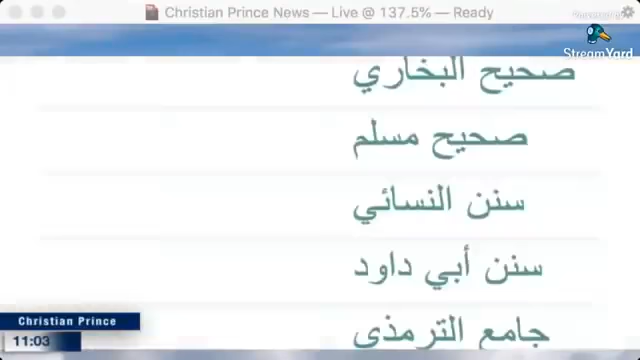 Christian Prince News — Live @ 137.5% — Ready
StreamYard
صحيح البخاري
صحيح مسلم
سنن النسائي
سنن أبي داود
جامع الترمذي
Christian Prince
11:03